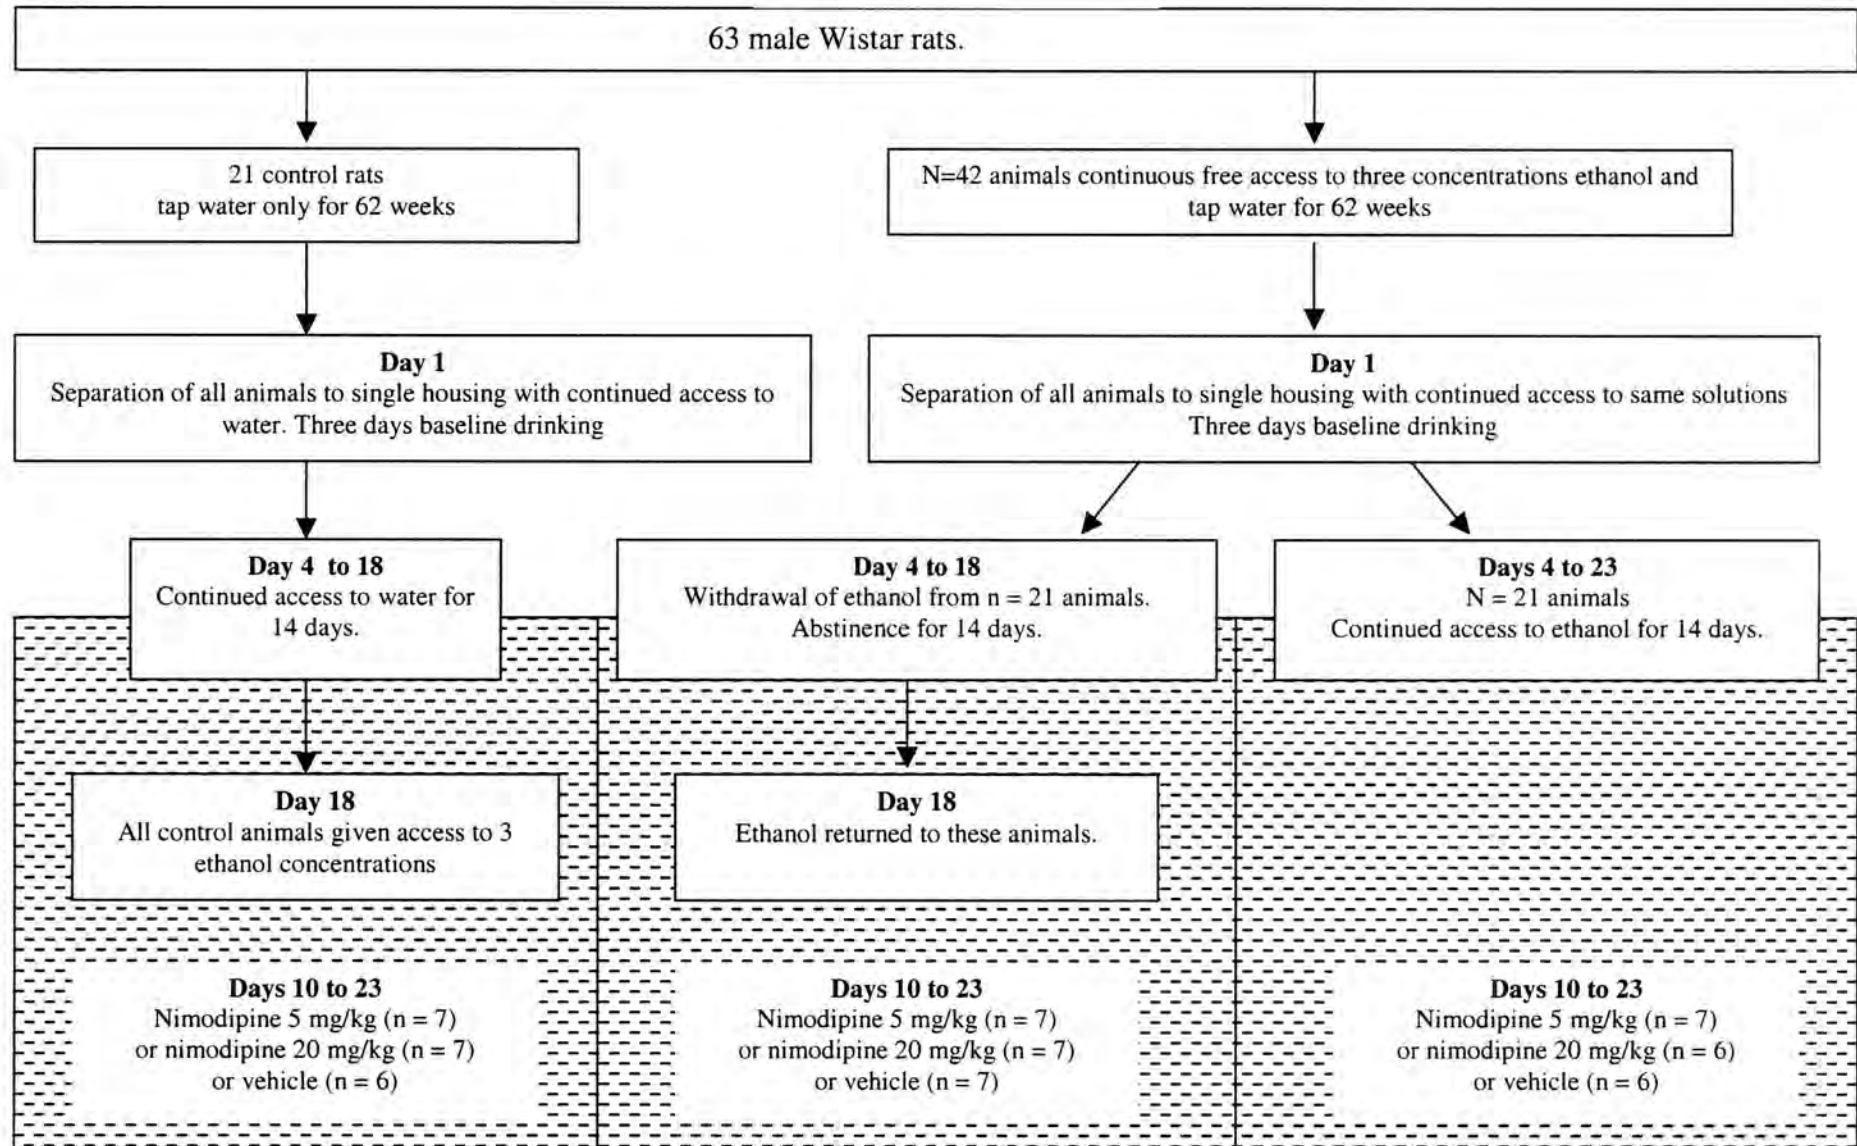 63 male Wistar rats.
21 control rats
tap water only for 62 weeks
N=42 animals continuous free access to three concentrations ethanol and
tap water for 62 weeks
Day 1
Separation of all animals to single housing with continued access to
water. Three days baseline drinking
Day 1
Separation of all animals to single housing with continued access to same solutions
Three days baseline drinking
Day 4 to 18
Continued access to water for
14 days.
Day 4 to 18
Withdrawal of ethanol from n = 21 animals.
Abstinence for 14 days.
Days 4 to 23
N = 21 animals
Continued access to ethanol for 14 days.
Day 18
All control animals given access to 3
ethanol concentrations
Day 18
Ethanol returned to these animals.
Days 10 to 23
Nimodipine 5 mg/kg (n = 7)
or nimodipine 20 mg/kg (n = 7)
or vehicle (n = 6)
Days 10 to 23
Nimodipine 5 mg/kg (n = 7)
or nimodipine 20 mg/kg (n = 7)
or vehicle (n = 7)
Days 10 to 23
Nimodipine 5 mg/kg (n = 7)
or nimodipine 20 mg/kg (n = 6)
or vehicle (n = 6)